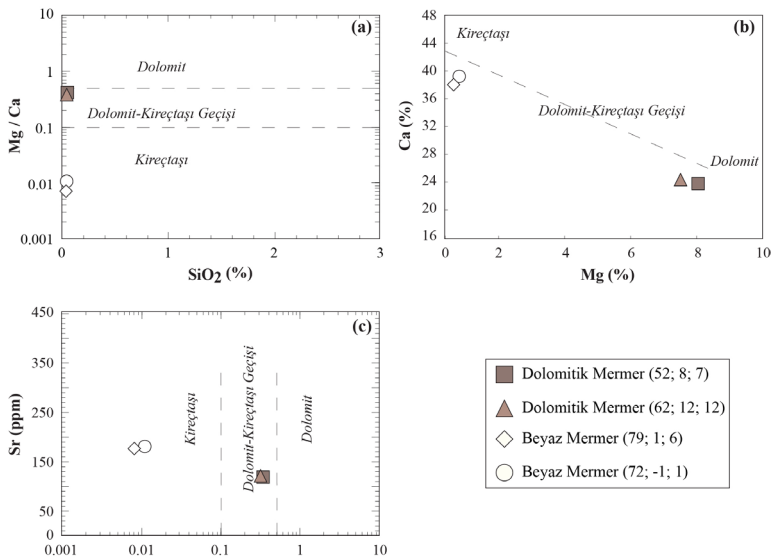 (a)
10
1
0.1
0.01
0.001
Mg / Ca
Dolomit
Dolomit-Kireçtaşı Geçişi
Kireçtaşı
0
1
2
3
SiO2 (%)
(b)
48
44
40
36
32
28
24
20
16
Ca (%)
Kireçtaşı
Dolomit-Kireçtaşı Geçişi
Dolomit
0
2
4
6
8
10
Mg (%)
(c)
450
350
250
150
50
0
Sr (ppm)
Kireçtaşı
Dolomit-Kireçtaşı Geçişi
Dolomit
0.001
0.01
0.1
0
1
10
Dolomitik Mermer (52; 8; 7)
Dolomitik Mermer (62; 12; 12)
Beyaz Mermer (79; 1; 6)
Beyaz Mermer (72; -1; 1)